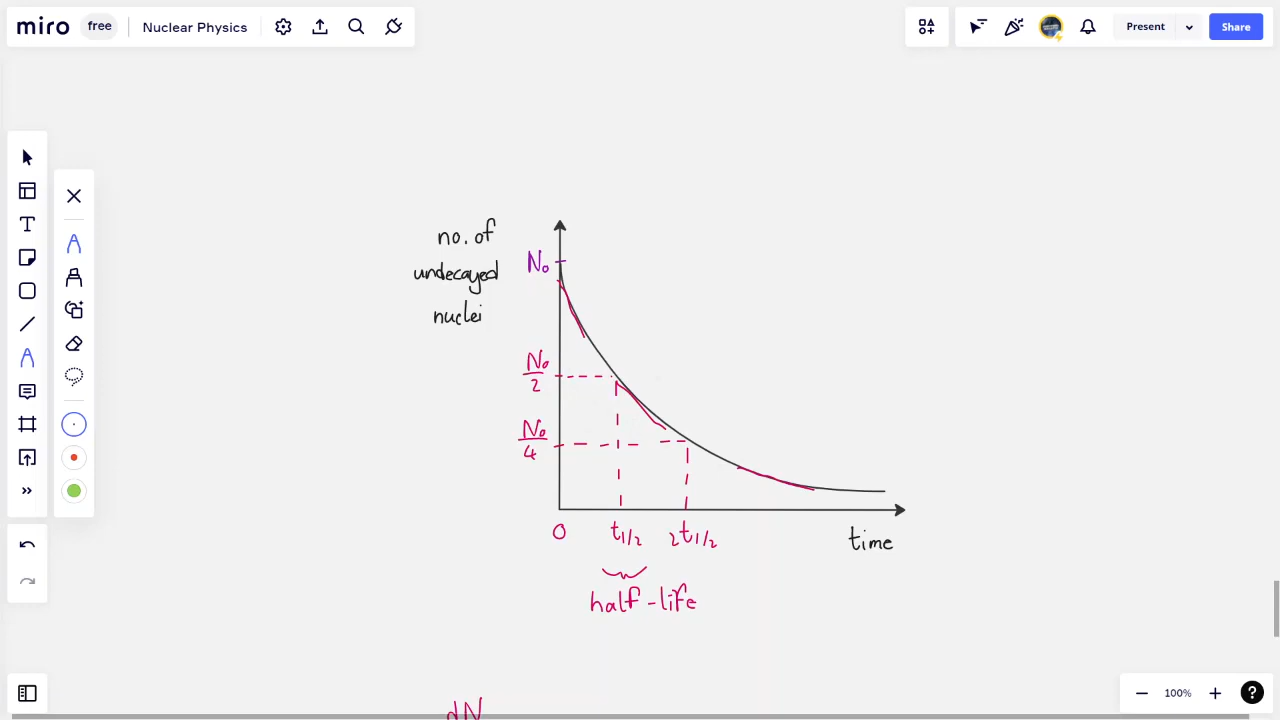 miro free Nuclear Physics Present Share
no. of
undecayed
nuclei
N₀
N₀/2
N₀/4
0 t1/2 2t1/2 time
half-life
dN
100% ?